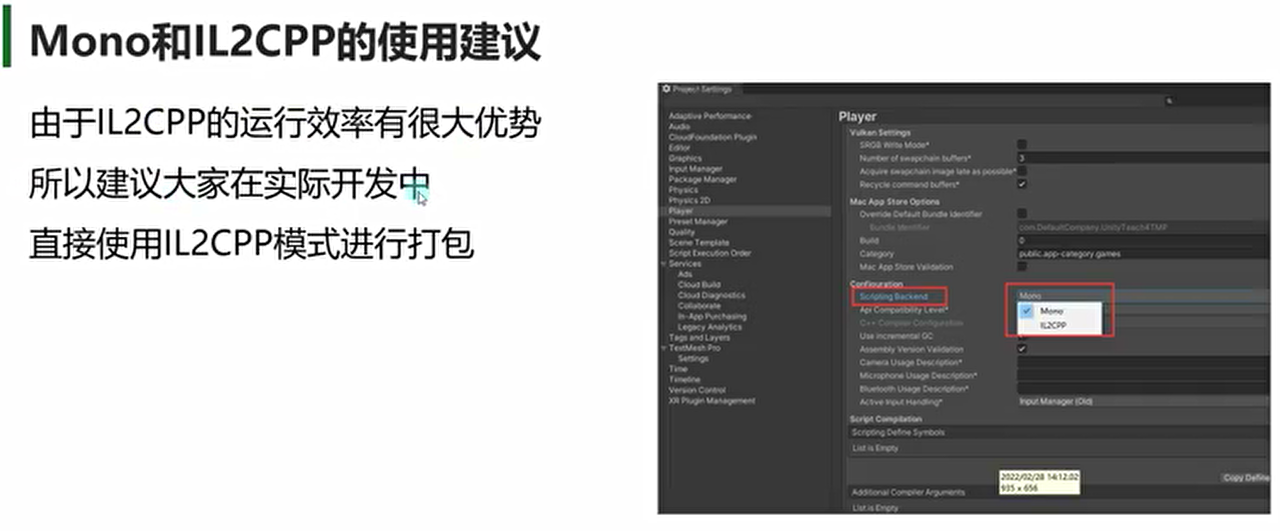 Mono和IL2CPP的使用建议
由于IL2CPP的运行效率有很大优势
所以建议大家在实际开发中
直接使用IL2CPP模式进行打包
Project Settings
Adaptive Performance
Audio
CloudFoundation Plugin
Editor
Graphics
Input Manager
Package Manager
Physics
Physics 2D
Player
Preset Manager
Quality
Scene Template
Script Execution Order
Services
Ads
Cloud Build
Cloud Diagnostics
Collaborate
In-App Purchasing
Legacy Analytics
Tags and Layers
TextMesh Pro
Settings
Time
Timeline
Version Control
XR Plugin Management
Player
Vulkan Settings
SRGB Write Mode*
Number of swapchain buffers* 3
Acquire swapchain image late as possible*
Recycle command buffers*
Mac App Store Options
Override Default Bundle Identifier
Bundle Identifier com.DefaultCompany.UnityTeach4TMP
Build 0
Category public.app-category.games
Mac App Store Validation
Configuration
Scripting Backend Mono
Mono
IL2CPP
Api Compatibility Level*
C++ Compiler Configuration
Use incremental GC
Assembly Version Validation
Camera Usage Description*
Microphone Usage Description*
Bluetooth Usage Description*
Active Input Handling* Input Manager (Old)
Script Compilation
Scripting Define Symbols
List is Empty
2022/02/28 14:12:02
935 x 656
Copy Define
Additional Compiler Arguments
List is Empty